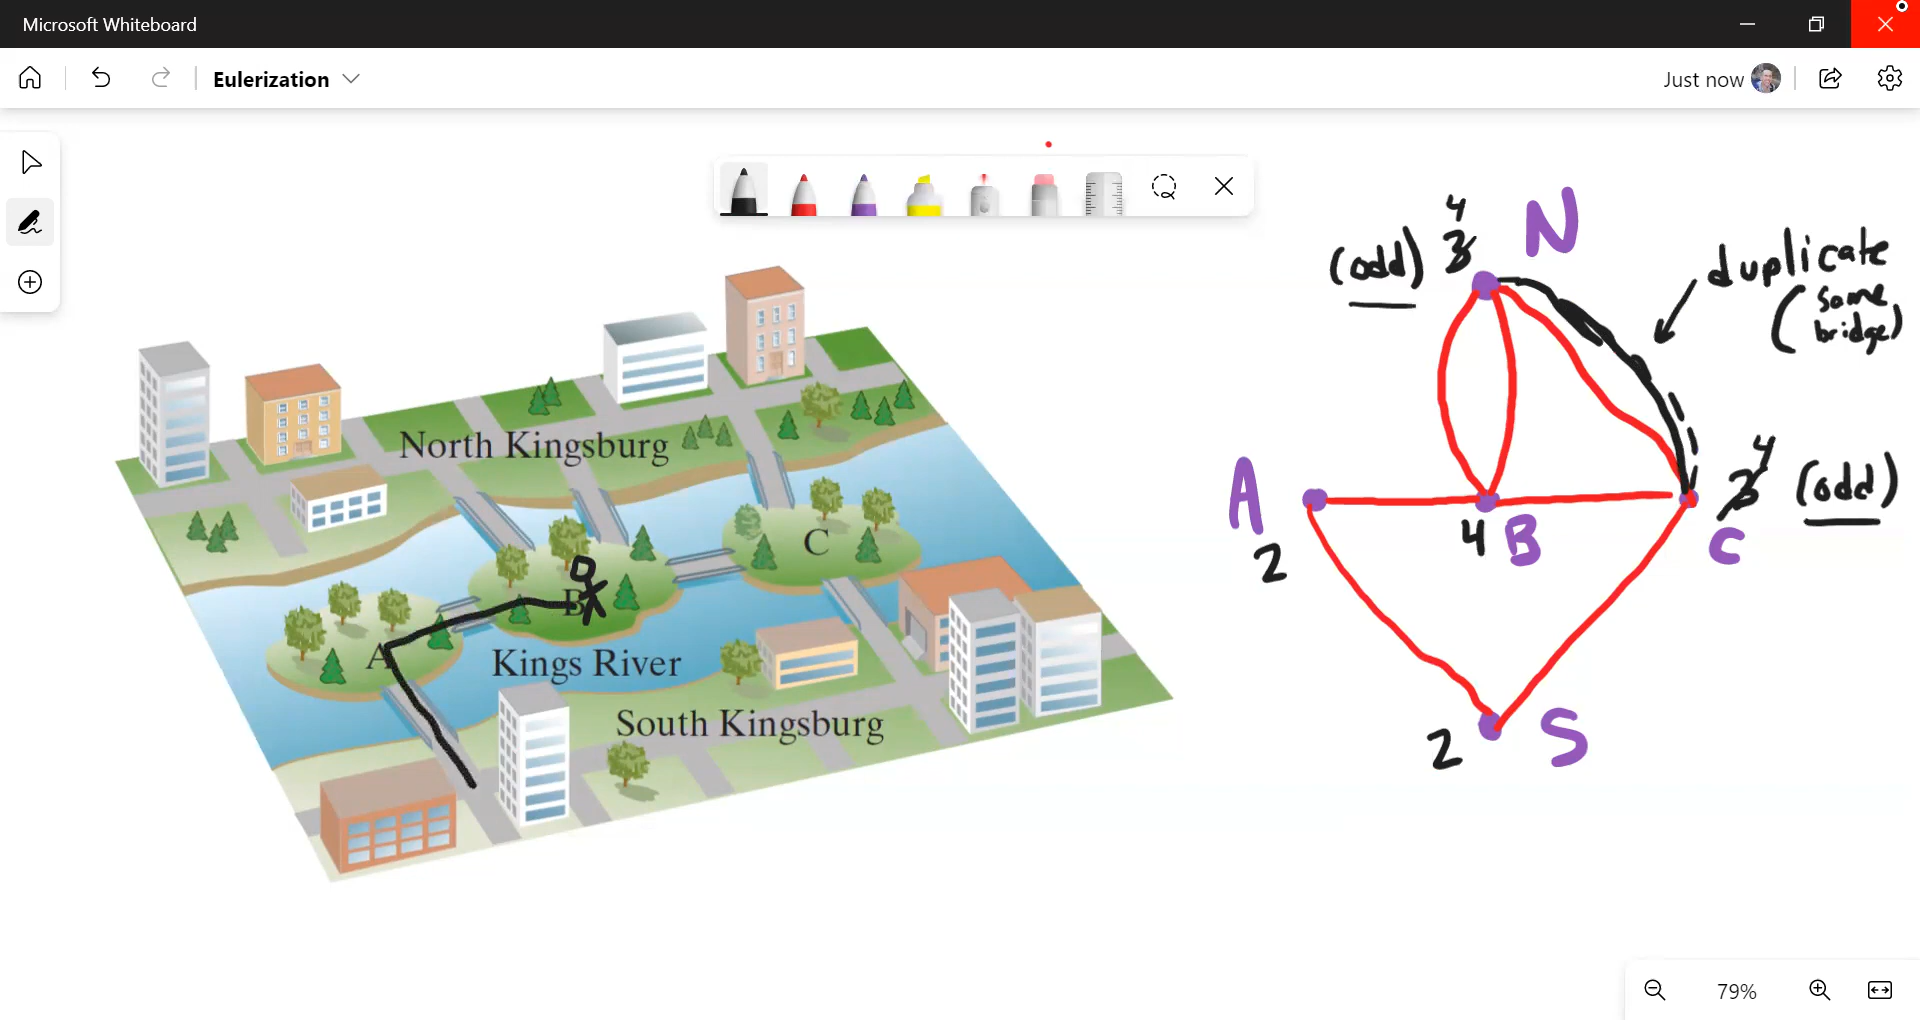 Microsoft Whiteboard
Eulerization
Just now
4
N
(odd) 3
duplicate
(same
bridge)
North Kingsburg
4
A
3 (odd)
C
4 B
C
2
B
A
Kings River
South Kingsburg
2
S
79%